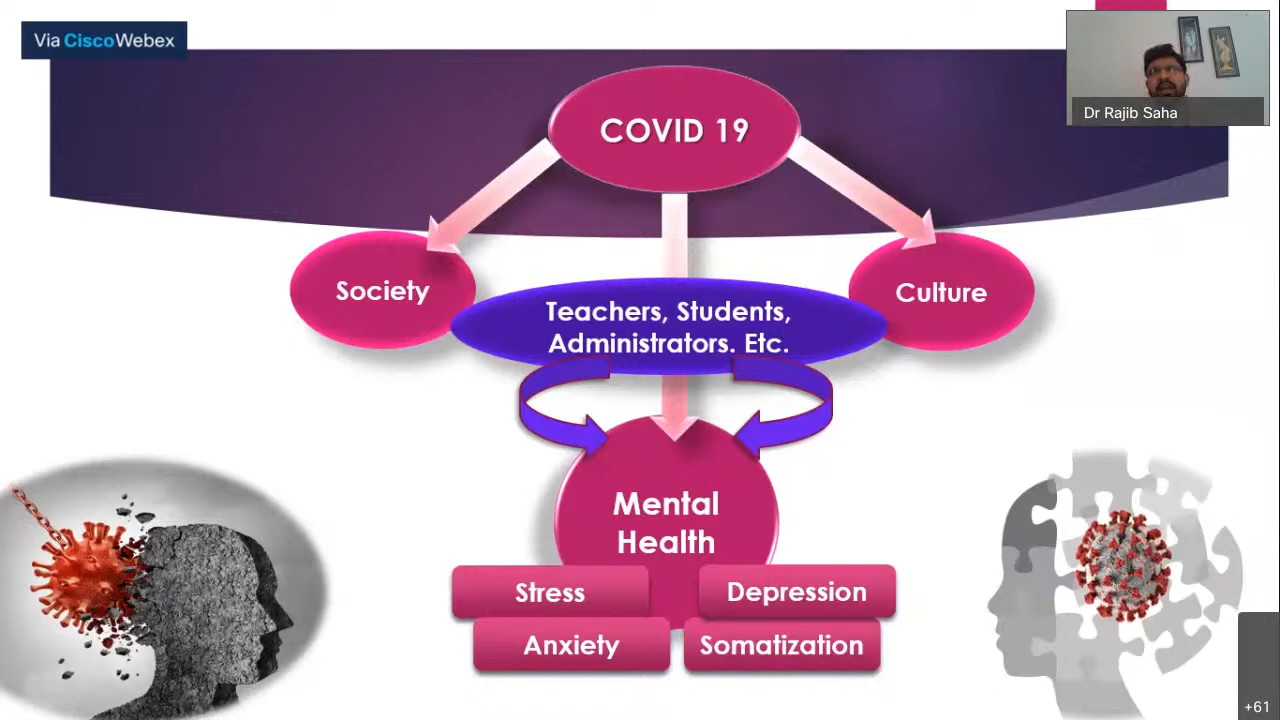 Via CiscoWebex
Dr Rajib Saha
COVID 19
Society
Teachers, Students,
Administrators. Etc.
Culture
Mental
Health
Stress
Depression
Anxiety
Somatization
+61